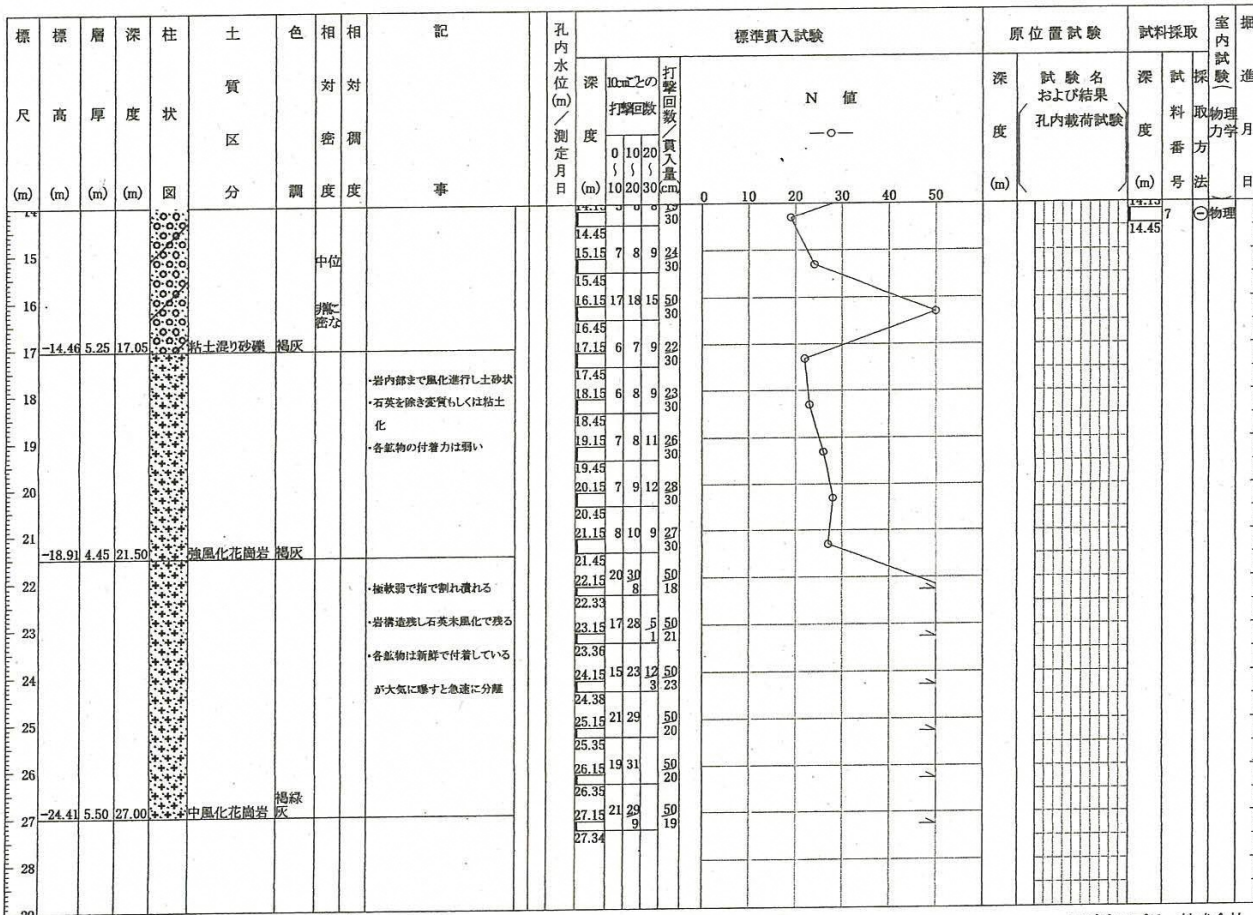 標尺(m) 標高(m) 層厚(m) 深度(m) 柱状図 土質区分 色調 相対密度 相対稠度 記事 孔内水位(m)/測定月日 標準貫入試験 原位置試験 試料採取 室内試験(物理力学) 掘進月日
深度(m) 10cmごとの打撃回数 打撃回数/貫入量(cm) N 値
0~10 10~20 20~30
0 10 20 30 40 50
深度(m) 試験名および結果 孔内載荷試験
深度(m) 試料番号 採取方法
14
30 14.45
7 物理
14.45
15 中位 15.15 7 8 9 24 30 15.45
16 非常に密な 16.15 17 18 15 50 30 16.45
17 -14.46 5.25 17.05 粘土混り砂礫 褐灰 17.15 6 7 9 22 30 17.45
・岩内部まで風化進行し土砂状
18 18.15 6 8 9 23 30 18.45
・石英を除き変質もしくは粘土
化
・各鉱物の付着力は弱い
19 19.15 7 8 11 26 30 19.45
20 20.15 7 9 12 28 30 20.45
21 -18.91 4.45 21.50 強風化花崗岩 褐灰 21.15 8 10 9 27 30 21.45
22 22.15 20 30 8 50 18 22.33
・極軟弱で指で割れ潰れる
・岩構造残し石英未風化で残る
23 23.15 17 28 5 1 50 21 23.36
・各鉱物は新鮮で付着している
が大気に曝すと急速に分離
24 24.15 15 23 12 3 50 23 24.38
25 25.15 21 29 50 20 25.35
26 26.15 19 31 50 20 26.35
27 -24.41 5.50 27.00 中風化花崗岩 褐緑灰 27.15 21 29 9 50 19 27.34
28